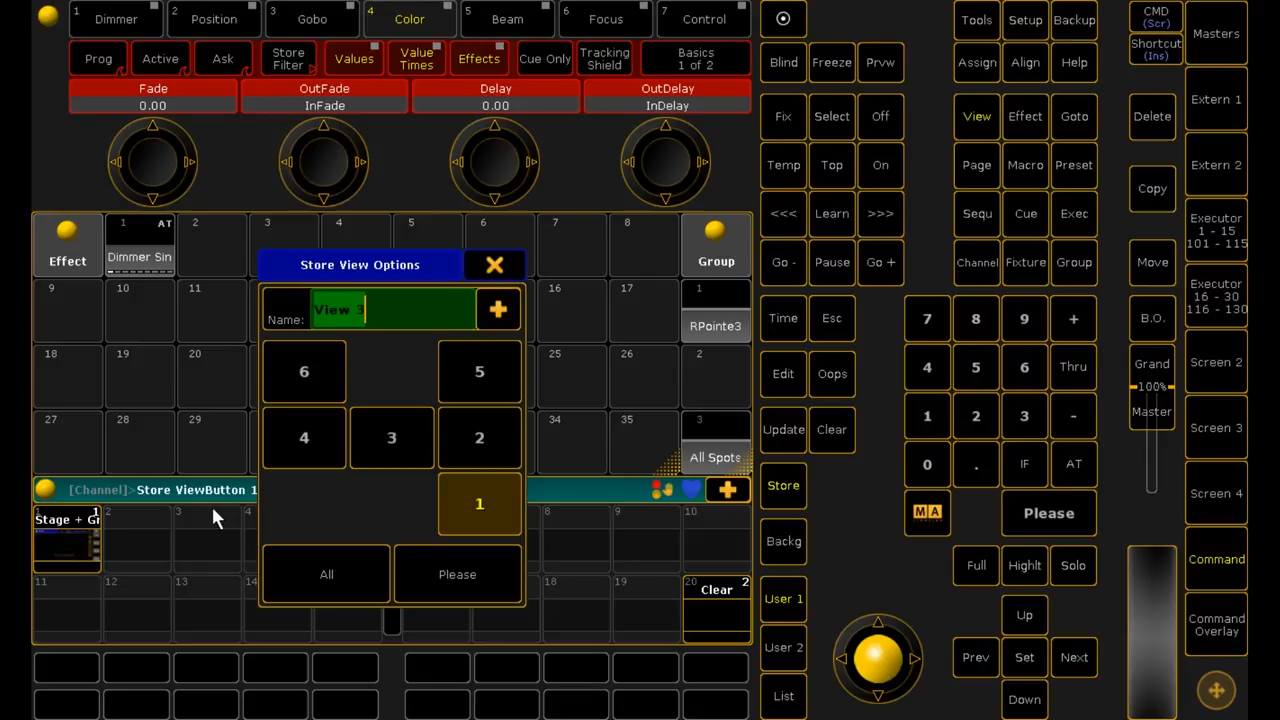 1 Dimmer
2 Position
3 Gobo
4 Color
5 Beam
6 Focus
7 Control
Prog
Active
Ask
Store Filter
Values
Value Times
Effects
Cue Only
Tracking Shield
Basics 1 of 2
Fade
0.00
OutFade
InFade
Delay
0.00
OutDelay
InDelay
Effect
1 AT
Dimmer Sin
2
3
4
5
6
7
8
Group
9
10
11
16
17
1
RPointe3
18
19
20
25
26
2
27
28
29
34
35
3
All Spots
Store View Options
Name:
View 3
6
5
4
3
2
1
All
Please
[Channel]>Store ViewButton 1
1
Stage + Gr
2
3
4
8
9
10
11
12
13
14
18
19
20
Clear 2
Blind
Freeze
Prvw
Fix
Select
Off
Temp
Top
On
<<<
Learn
>>>
Go -
Pause
Go +
Time
Esc
Edit
Oops
Update
Clear
Store
Backg
User 1
User 2
List
Tools
Setup
Backup
Assign
Align
Help
View
Effect
Goto
Page
Macro
Preset
Sequ
Cue
Exec
Channel
Fixture
Group
7
8
9
+
4
5
6
Thru
1
2
3
-
0
.
IF
AT
MA
Please
Full
Highlt
Solo
Up
Prev
Set
Next
Down
CMD
(Scr)
Shortcut
(Ins)
Delete
Copy
Move
B.O.
Grand
100%
Master
Masters
Extern 1
Extern 2
Executor
1 - 15
101 - 115
Executor
16 - 30
116 - 130
Screen 2
Screen 3
Screen 4
Command
Command
Overlay